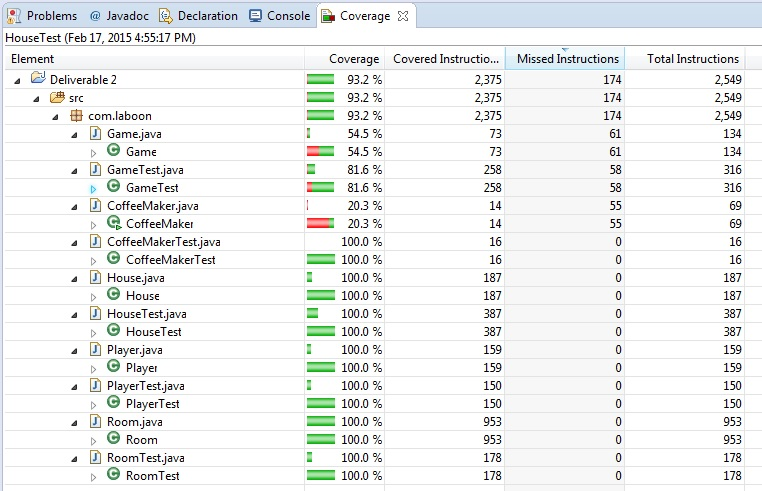 Problems @ Javadoc Declaration Console Coverage
HouseTest (Feb 17, 2015 4:55:17 PM)
Element Coverage Covered Instructio... Missed Instructions Total Instructions
Deliverable 2 93.2 % 2,375 174 2,549
src 93.2 % 2,375 174 2,549
com.laboon 93.2 % 2,375 174 2,549
Game.java 54.5 % 73 61 134
Game 54.5 % 73 61 134
GameTest.java 81.6 % 258 58 316
GameTest 81.6 % 258 58 316
CoffeeMaker.java 20.3 % 14 55 69
CoffeeMaker 20.3 % 14 55 69
CoffeeMakerTest.java 100.0 % 16 0 16
CoffeeMakerTest 100.0 % 16 0 16
House.java 100.0 % 187 0 187
House 100.0 % 187 0 187
HouseTest.java 100.0 % 387 0 387
HouseTest 100.0 % 387 0 387
Player.java 100.0 % 159 0 159
Player 100.0 % 159 0 159
PlayerTest.java 100.0 % 150 0 150
PlayerTest 100.0 % 150 0 150
Room.java 100.0 % 953 0 953
Room 100.0 % 953 0 953
RoomTest.java 100.0 % 178 0 178
RoomTest 100.0 % 178 0 178